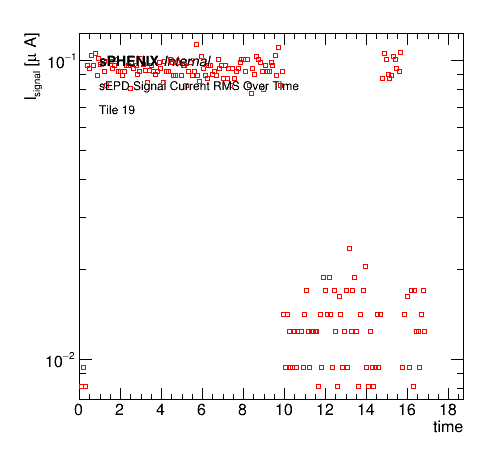 I_signal [μ A]
10⁻¹
sPHENIX Internal
sEPD Signal Current RMS Over Time
Tile 19
10⁻²
0 2 4 6 8 10 12 14 16 18
time